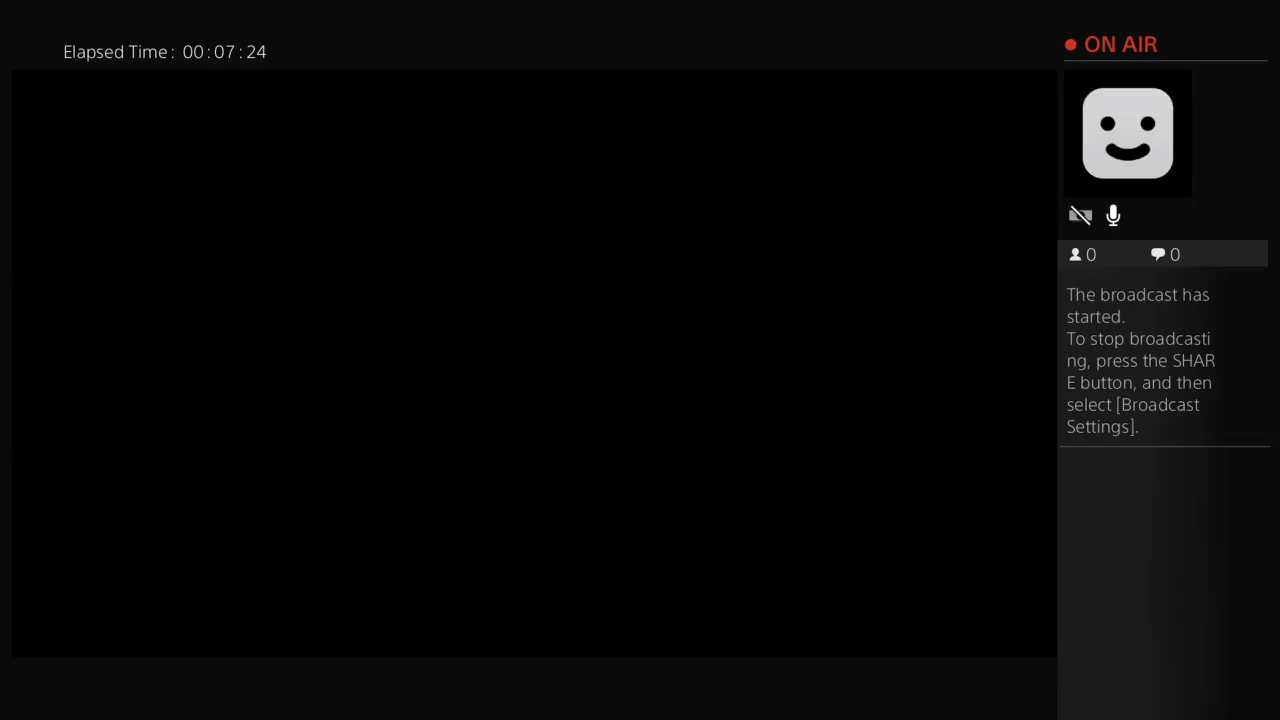 Elapsed Time: 00:07:24
ON AIR
0 0
The broadcast has
started.
To stop broadcasti
ng, press the SHAR
E button, and then
select [Broadcast
Settings].